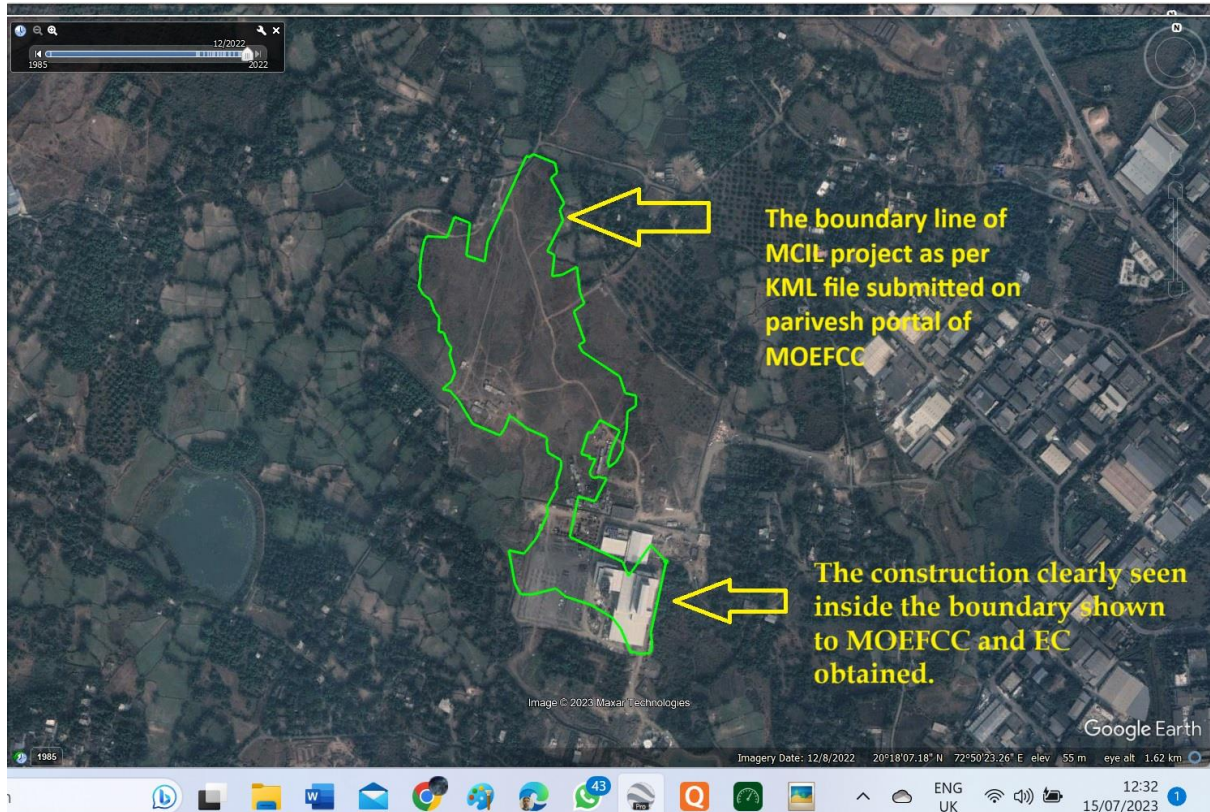 12/2022
1985
2022
N
The boundary line of
MCIL project as per
KML file submitted on
parivesh portal of
MOEFCC
The construction clearly seen
inside the boundary shown
to MOEFCC and EC
obtained.
Image © 2023 Maxar Technologies
Google Earth
1985
Imagery Date: 12/8/2022 20°18'07.18" N 72°50'23.26" E elev 55 m eye alt 1.62 km
43
Pro
ENG
UK
12:32
15/07/2023
1